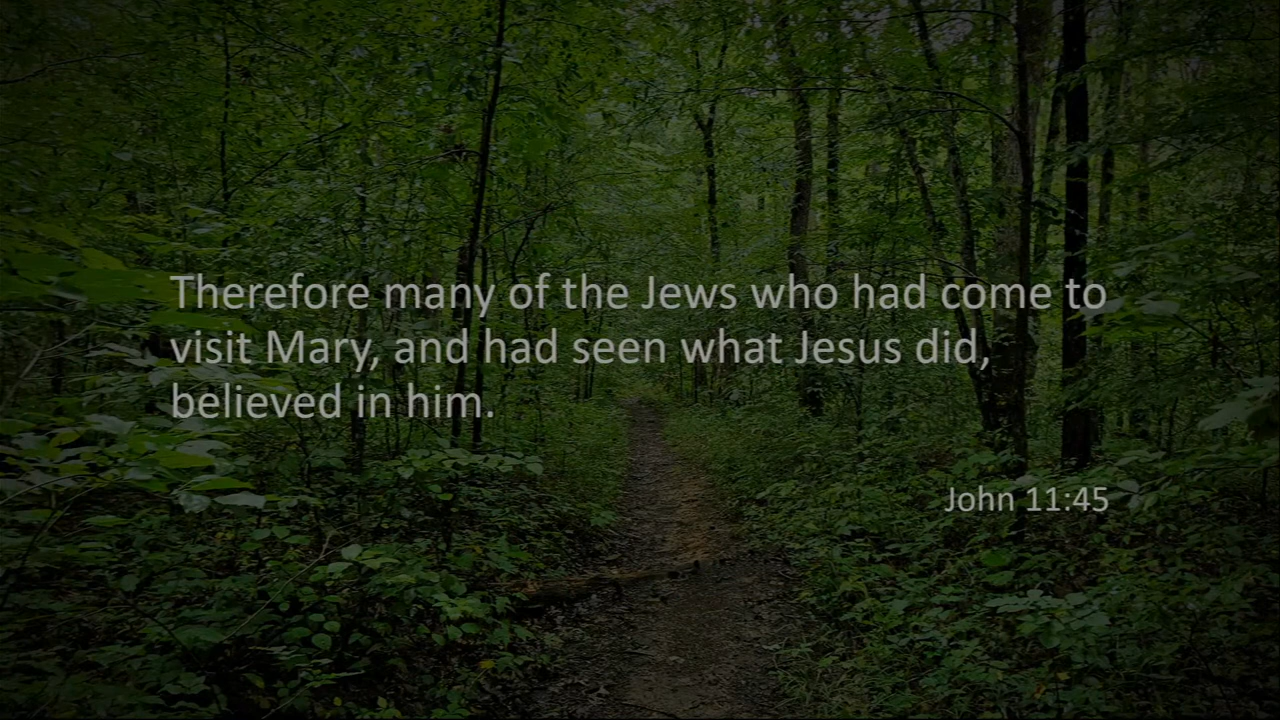 Therefore many of the Jews who had come to
visit Mary, and had seen what Jesus did,
believed in him.
John 11:45